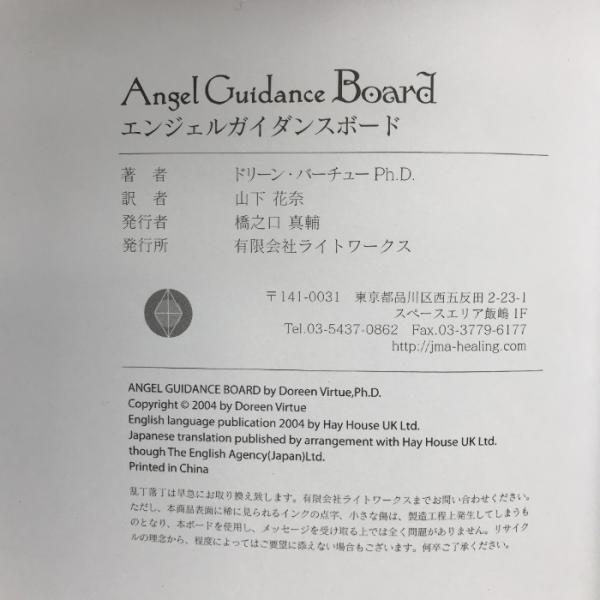 Angel Guidance Board
エンジェルガイダンスボード
著　者　ドリーン・バーチュー Ph.D.
訳　者　山下 花奈
発行者　橋之口 真輔
発行所　有限会社ライトワークス
〒141-0031　東京都品川区西五反田 2-23-1
スペースエリア飯嶋 1F
Tel.03-5437-0862　Fax.03-3779-6177
http://jma-healing.com
ANGEL GUIDANCE BOARD by Doreen Virtue,Ph.D.
Copyright © 2004 by Doreen Virtue
English language publication 2004 by Hay House UK Ltd.
Japanese translation published by arrangement with Hay House UK Ltd.
though The English Agency(Japan)Ltd.
Printed in China
乱丁落丁は早急にお取り換え致します。有限会社ライトワークスまでお問い合わせください。
ただし、本商品表面に稀に見られるインクの点字、小さな傷は、製造工程上発生してしまうも
のとなり、本ボードを使用し、メッセージを受け取る上では全く問題がありません。リサイク
ルの理念から、程度によってはご要望に添えない場合もございます。何卒ご了承ください。